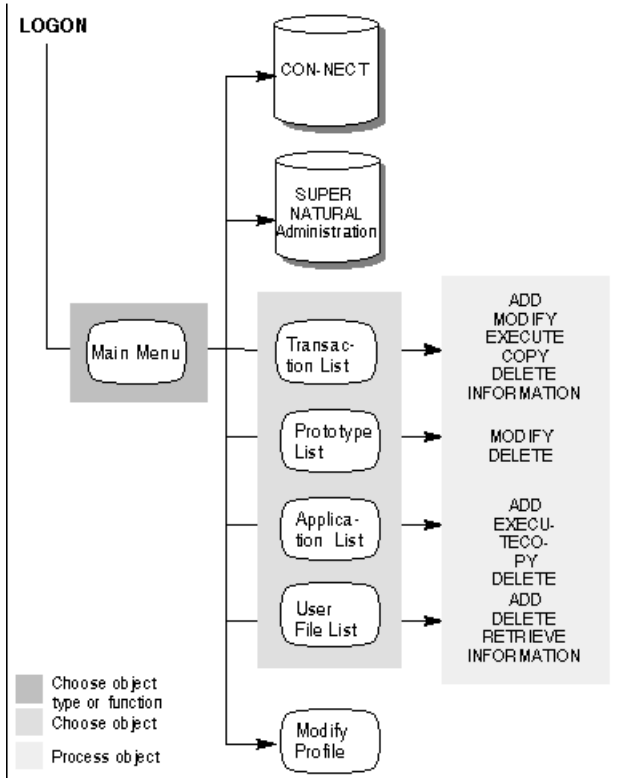 LOGON
CON-NECT
SUPER
NATURAL
Administration
Main Menu
Transac-
tion List
ADD
MODIFY
EXECUTE
COPY
DELETE
INFORMATION
Prototype
List
MODIFY
DELETE
Applica-
tion List
ADD
EXECU-
TECO-
PY
DELETE
User
File List
ADD
DELETE
RETRIEVE
INFORMATION
Modify
Profile
Choose object
type or function
Choose object
Process object